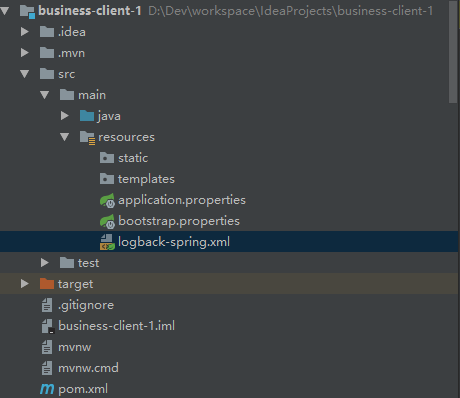 business-client-1 D:\Dev\workspace\IdeaProjects\business-client-1
.idea
.mvn
src
main
java
resources
static
templates
application.properties
bootstrap.properties
logback-spring.xml
test
target
.gitignore
business-client-1.iml
mvnw
mvnw.cmd
pom.xml